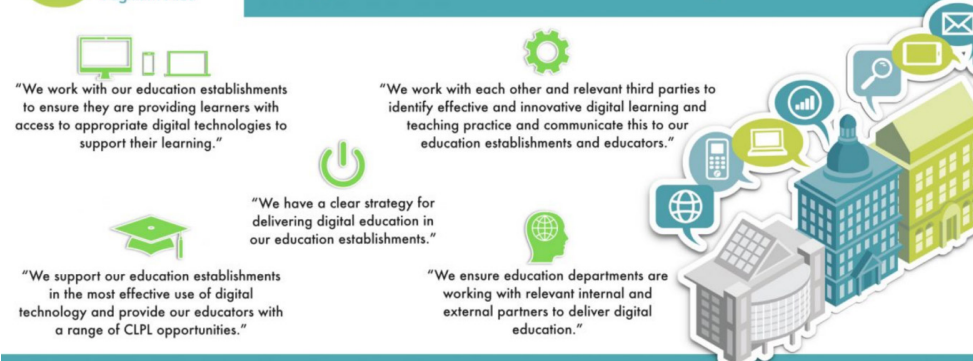 “We work with our education establishments
to ensure they are providing learners with
access to appropriate digital technologies to
support their learning.”
“We work with each other and relevant third parties to
identify effective and innovative digital learning and
teaching practice and communicate this to our
education establishments and educators.”
“We have a clear strategy for
delivering digital education in
our education establishments.”
“We support our education establishments
in the most effective use of digital
technology and provide our educators with
a range of CLPL opportunities.”
“We ensure education departments are
working with relevant internal and
external partners to deliver digital
education.”